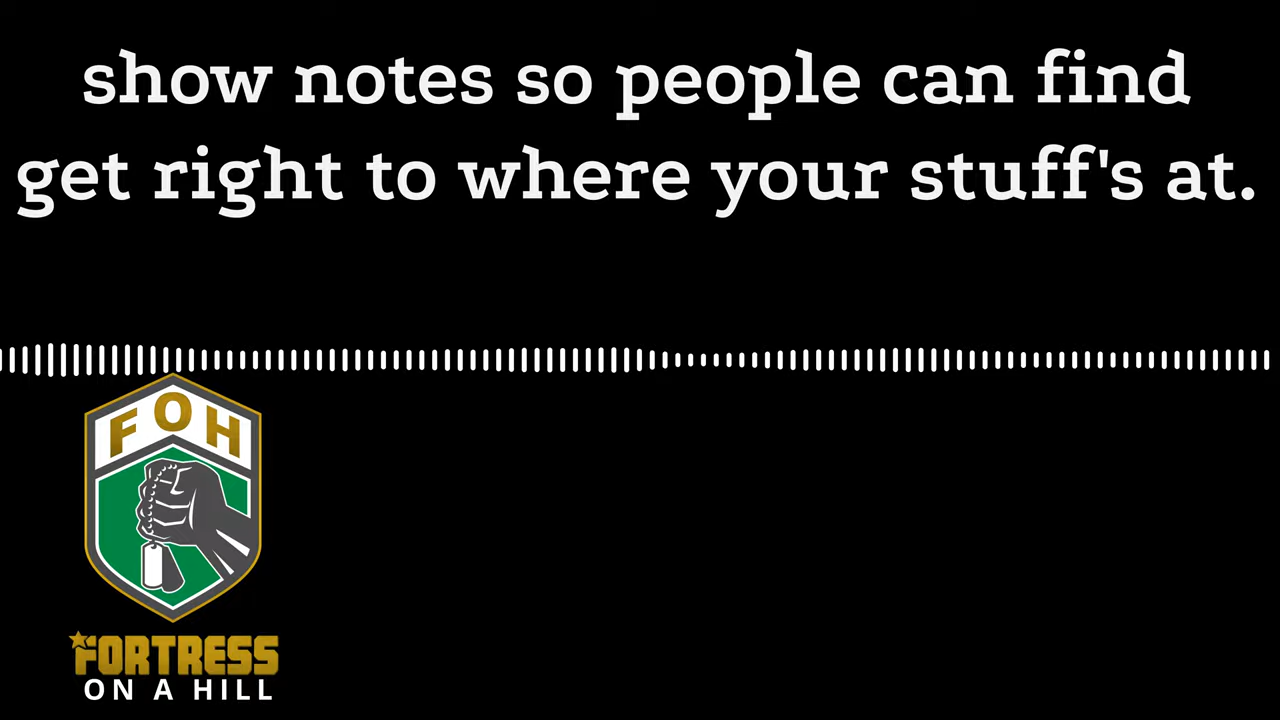 show notes so people can find
get right to where your stuff's at.
FOH
FORTRESS
ON A HILL